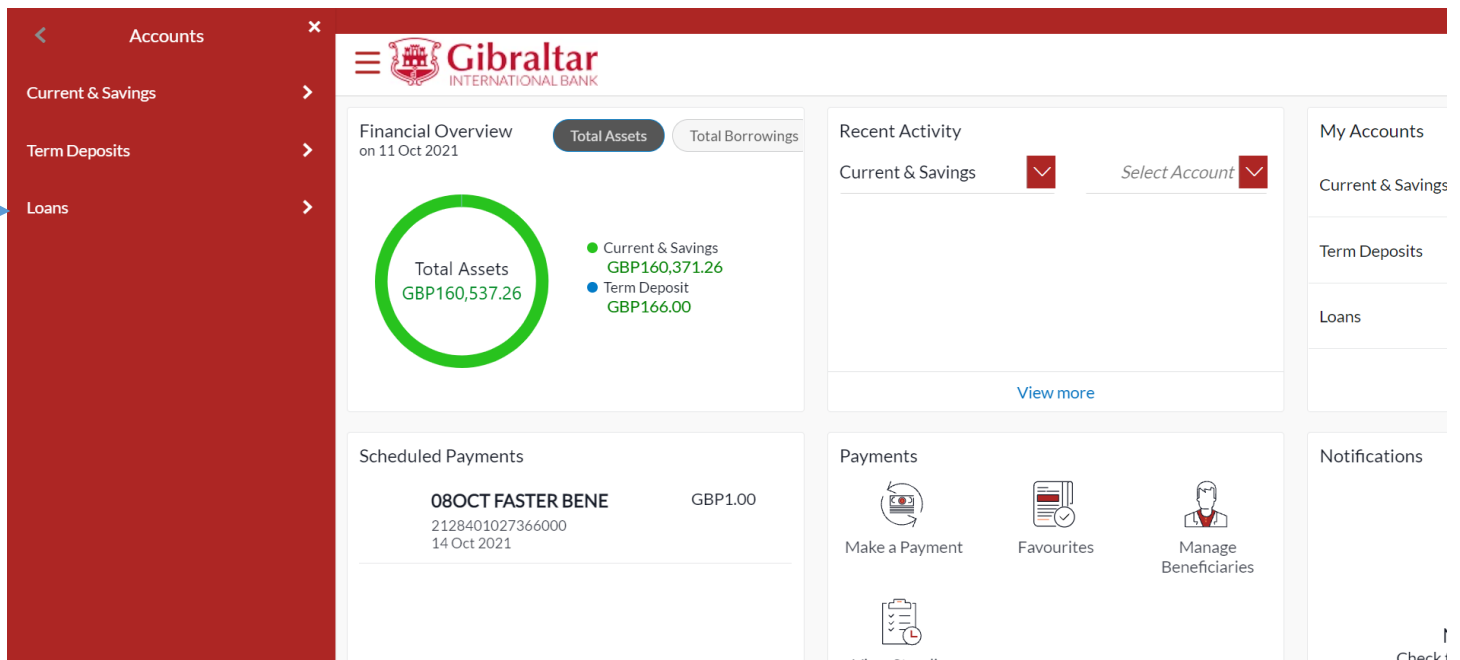 Accounts
Current & Savings
Term Deposits
Loans
Gibraltar
INTERNATIONAL BANK
Financial Overview
on 11 Oct 2021
Total Assets
Total Borrowings
Total Assets
GBP160,537.26
Current & Savings
GBP160,371.26
Term Deposit
GBP166.00
Recent Activity
Current & Savings
Select Account
View more
My Accounts
Current & Savings
Term Deposits
Loans
Scheduled Payments
08OCT FASTER BENE
GBP1.00
2128401027366000
14 Oct 2021
Payments
Make a Payment
Favourites
Manage
Beneficiaries
Notifications